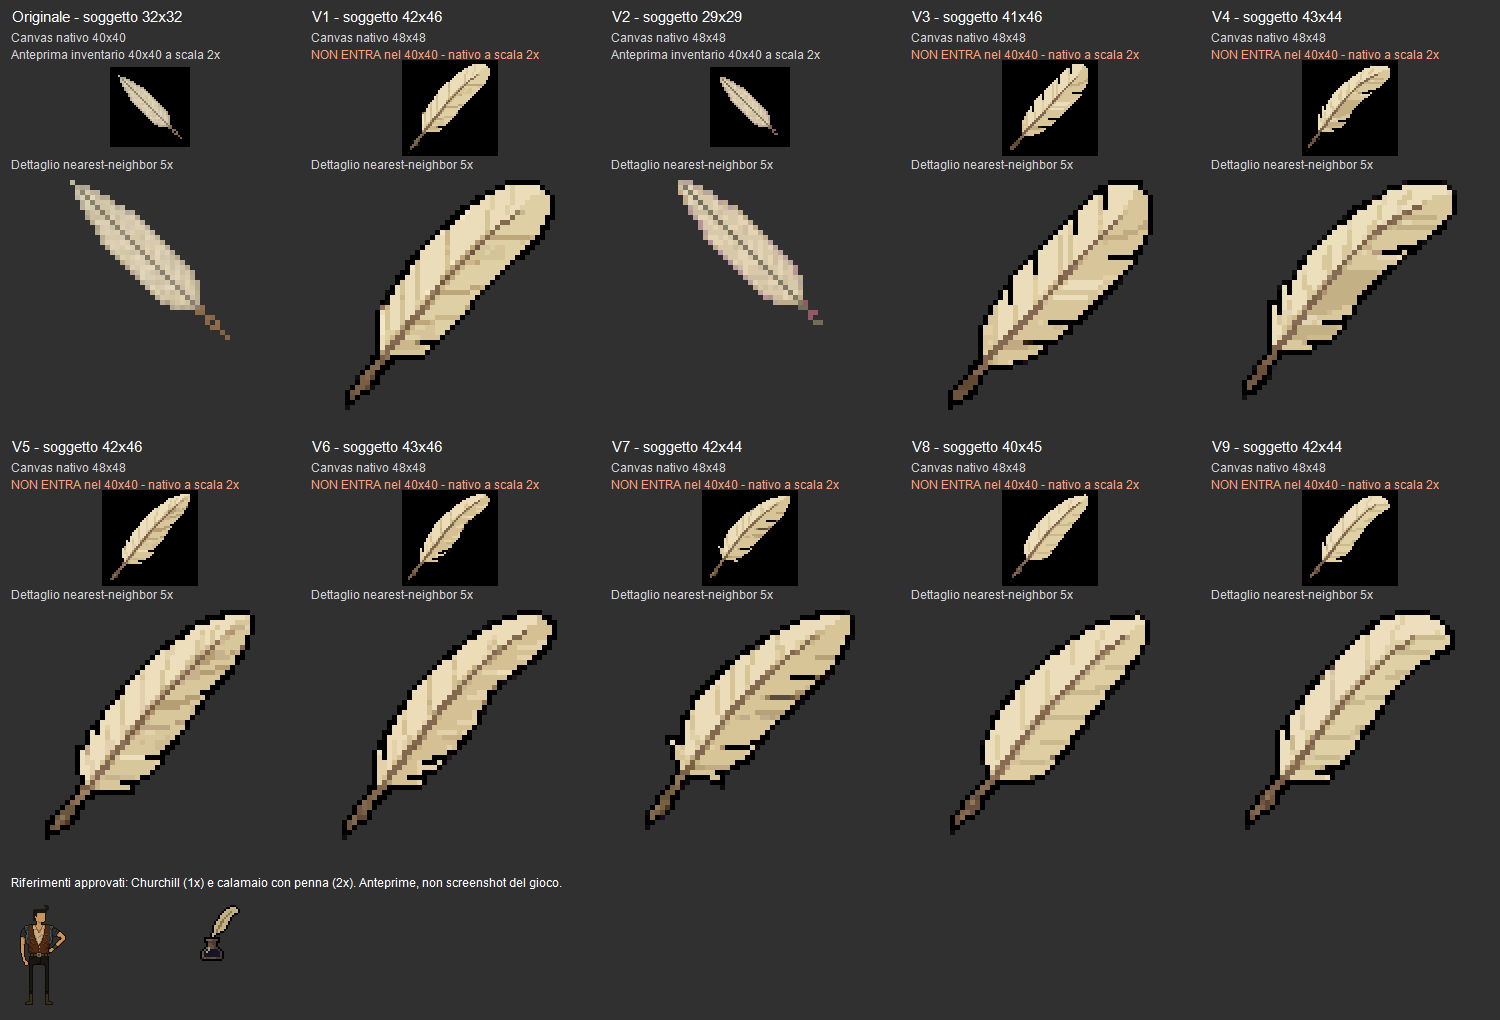 Originale - soggetto 32x32
Canvas nativo 40x40
Anteprima inventario 40x40 a scala 2x
Dettaglio nearest-neighbor 5x
V1 - soggetto 42x46
Canvas nativo 48x48
NON ENTRA nel 40x40 - nativo a scala 2x
Dettaglio nearest-neighbor 5x
V2 - soggetto 29x29
Canvas nativo 48x48
Anteprima inventario 40x40 a scala 2x
Dettaglio nearest-neighbor 5x
V3 - soggetto 41x46
Canvas nativo 48x48
NON ENTRA nel 40x40 - nativo a scala 2x
Dettaglio nearest-neighbor 5x
V4 - soggetto 43x44
Canvas nativo 48x48
NON ENTRA nel 40x40 - nativo a scala 2x
Dettaglio nearest-neighbor 5x
V5 - soggetto 42x46
Canvas nativo 48x48
NON ENTRA nel 40x40 - nativo a scala 2x
Dettaglio nearest-neighbor 5x
V6 - soggetto 43x46
Canvas nativo 48x48
NON ENTRA nel 40x40 - nativo a scala 2x
Dettaglio nearest-neighbor 5x
V7 - soggetto 42x44
Canvas nativo 48x48
NON ENTRA nel 40x40 - nativo a scala 2x
Dettaglio nearest-neighbor 5x
V8 - soggetto 40x45
Canvas nativo 48x48
NON ENTRA nel 40x40 - nativo a scala 2x
Dettaglio nearest-neighbor 5x
V9 - soggetto 42x44
Canvas nativo 48x48
NON ENTRA nel 40x40 - nativo a scala 2x
Dettaglio nearest-neighbor 5x
Riferimenti approvati: Churchill (1x) e calamaio con penna (2x). Anteprime, non screenshot del gioco.